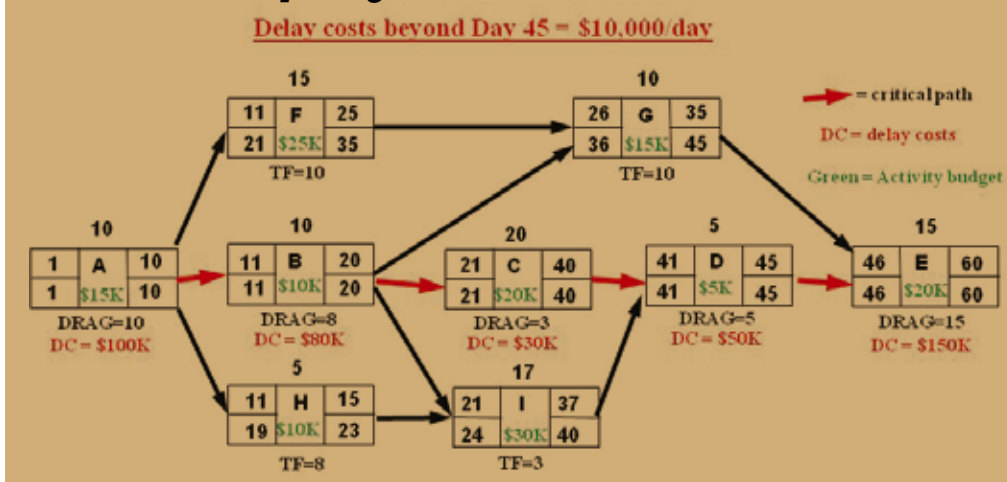 Delay costs beyond Day 45 = $10,000/day
15
11 F 25
21 $25K 35
TF=10
10
26 G 35
36 $15K 45
TF=10
= critical path
DC= delay costs
Green = Activity budget
10
1 A 10
1 $15K 10
DRAG=10
DC = $100K
10
11 B 20
11 $10K 20
DRAG=8
DC = $80K
20
21 C 40
21 $20K 40
DRAG=3
DC = $30K
5
41 D 45
41 $5K 45
DRAG=5
DC = $50K
15
46 E 60
46 $20K 60
DRAG=15
DC = $150K
5
11 H 15
19 $10K 23
TF=8
17
21 I 37
24 $30K 40
TF=3